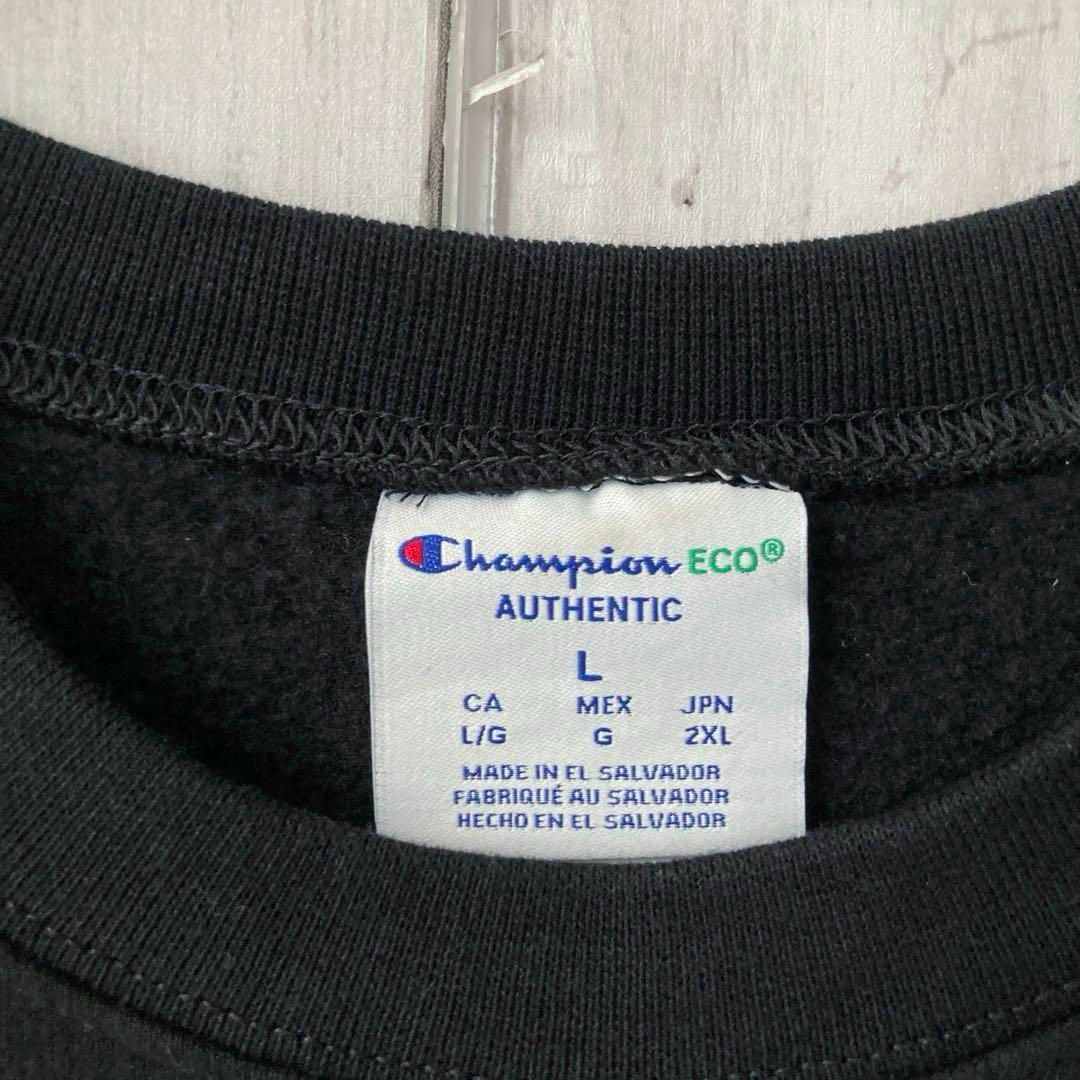 Champion ECO®
AUTHENTIC
L
CA MEX JPN
L/G G 2XL
MADE IN EL SALVADOR
FABRIQUÉ AU SALVADOR
HECHO EN EL SALVADOR